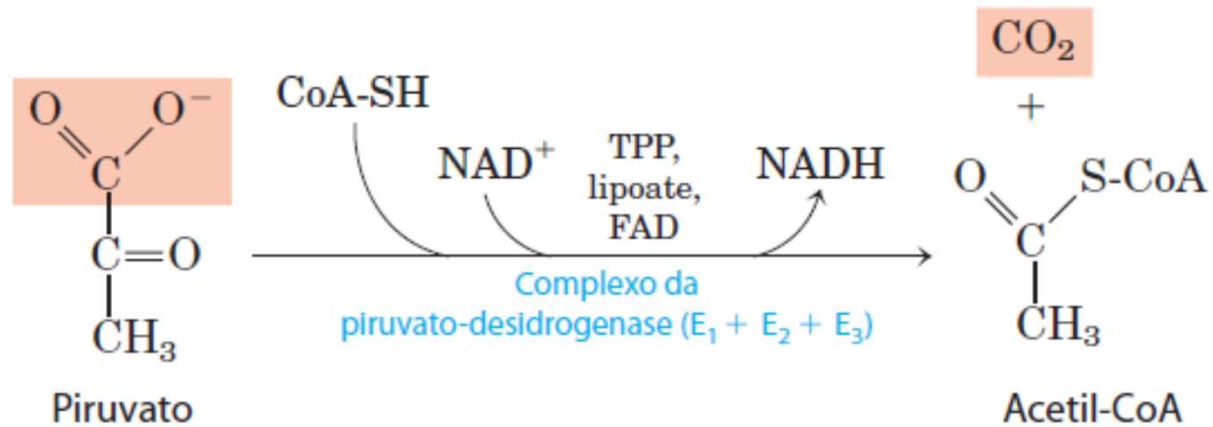 CO₂
+
O O⁻
C
C=O
CH₃
Piruvato
CoA-SH
NAD⁺
TPP,
lipoate,
FAD
NADH
Complexo da
piruvato-desidrogenase (E₁ + E₂ + E₃)
O S-CoA
C
CH₃
Acetil-CoA